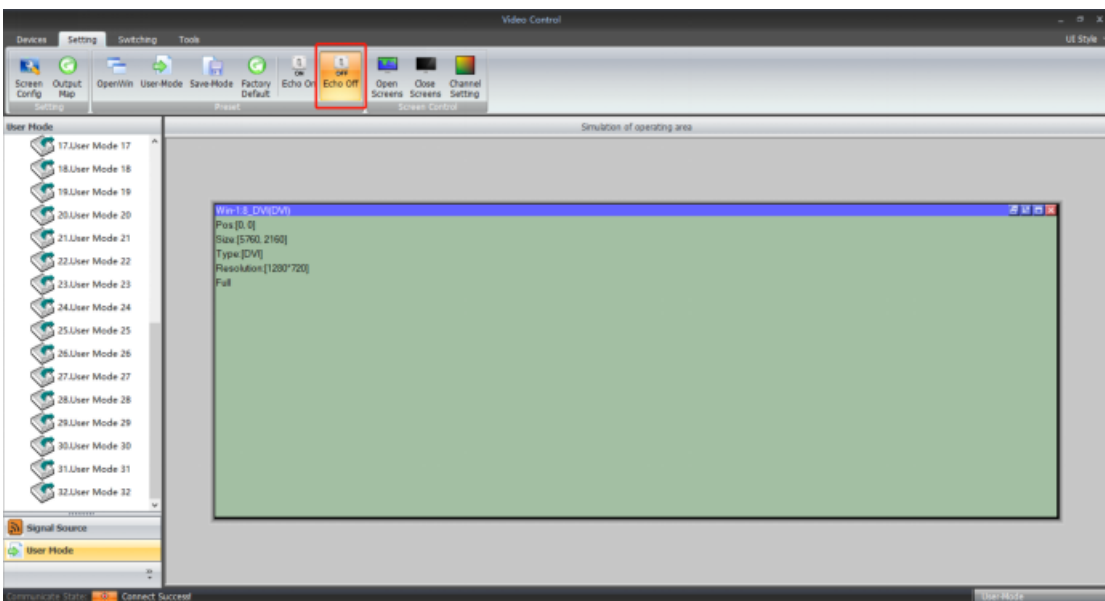 Video Control
Devices Setting Switching Tools UI Style
Screen Config
Output Map
OpenWin
User-Mode
Save-Mode
Factory Default
ON
Echo On
OFF
Echo Off
Open Screens
Close Screens
Channel Setting
Setting Preset Screen Control
User Mode
Simulation of operating area
17.User Mode 17
18.User Mode 18
19.User Mode 19
20.User Mode 20
21.User Mode 21
22.User Mode 22
23.User Mode 23
24.User Mode 24
25.User Mode 25
26.User Mode 26
27.User Mode 27
28.User Mode 28
29.User Mode 29
30.User Mode 30
31.User Mode 31
32.User Mode 32
Win-1:8_DVI(DVI)
Pos:[0, 0]
Size:[5760, 2160]
Type:[DVI]
Resolution:[1280*720]
Full
Signal Source
User Mode
Communicate State: Connect Success!
User-Mode